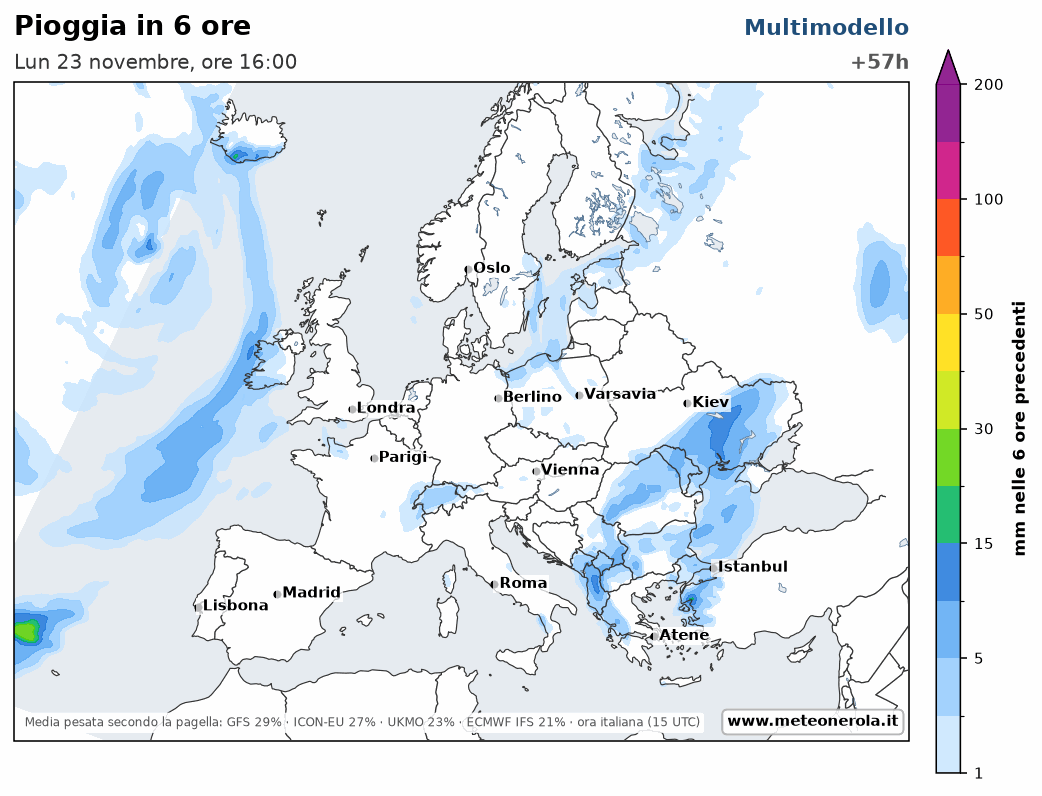 Pioggia in 6 ore
Multimodello
Lun 23 novembre, ore 16:00
+57h
200
100
50
30
15
5
1
mm nelle 6 ore precedenti
Oslo
Berlino
Varsavia
Kiev
Londra
Parigi
Vienna
Istanbul
Roma
Madrid
Lisbona
Atene
Media pesata secondo la pagella: GFS 29% · ICON-EU 27% · UKMO 23% · ECMWF IFS 21% · ora italiana (15 UTC)
www.meteonerola.it